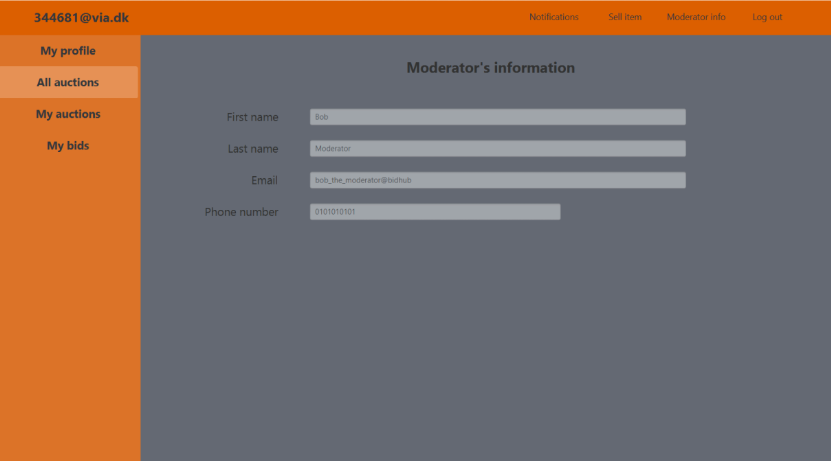 344681@via.dk Notifications Sell item Moderator info Log out
My profile
All auctions
My auctions
My bids
Moderator's information
First name Bob
Last name Moderator
Email bob_the_moderator@bidhub
Phone number 0101010101